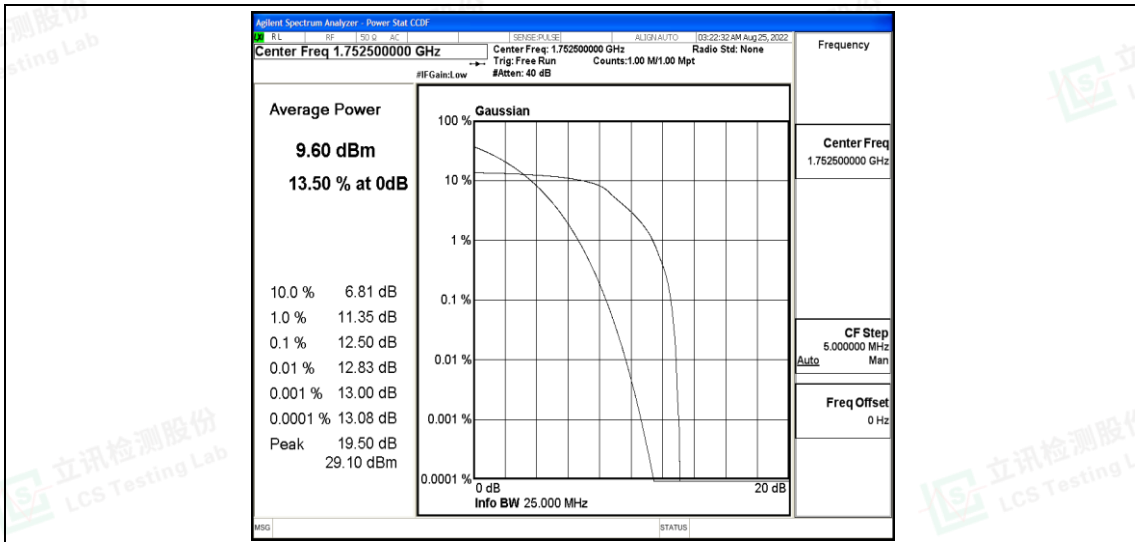 Agilent Spectrum Analyzer - Power Stat CCDF
LXI RL RF 50 Ω AC SENSE:PULSE ALIGN AUTO 03:22:32 AM Aug 25, 2022
Center Freq 1.752500000 GHz
Center Freq: 1.752500000 GHz Radio Std: None
Trig: Free Run Counts:1.00 M/1.00 Mpt
#IFGain:Low #Atten: 40 dB
Frequency
Average Power
9.60 dBm
13.50 % at 0dB
10.0 % 6.81 dB
1.0 % 11.35 dB
0.1 % 12.50 dB
0.01 % 12.83 dB
0.001 % 13.00 dB
0.0001 % 13.08 dB
Peak 19.50 dB
29.10 dBm
Gaussian
100 %
10 %
1 %
0.1 %
0.01 %
0.001 %
0.0001 %
0 dB 20 dB
Info BW 25.000 MHz
Center Freq
1.752500000 GHz
CF Step
5.000000 MHz
Auto Man
Freq Offset
0 Hz
MSG STATUS
立讯检测股份
LCS Testing Lab
立讯检测股份
LCS Testing L
测股份
sting Lab
立
L